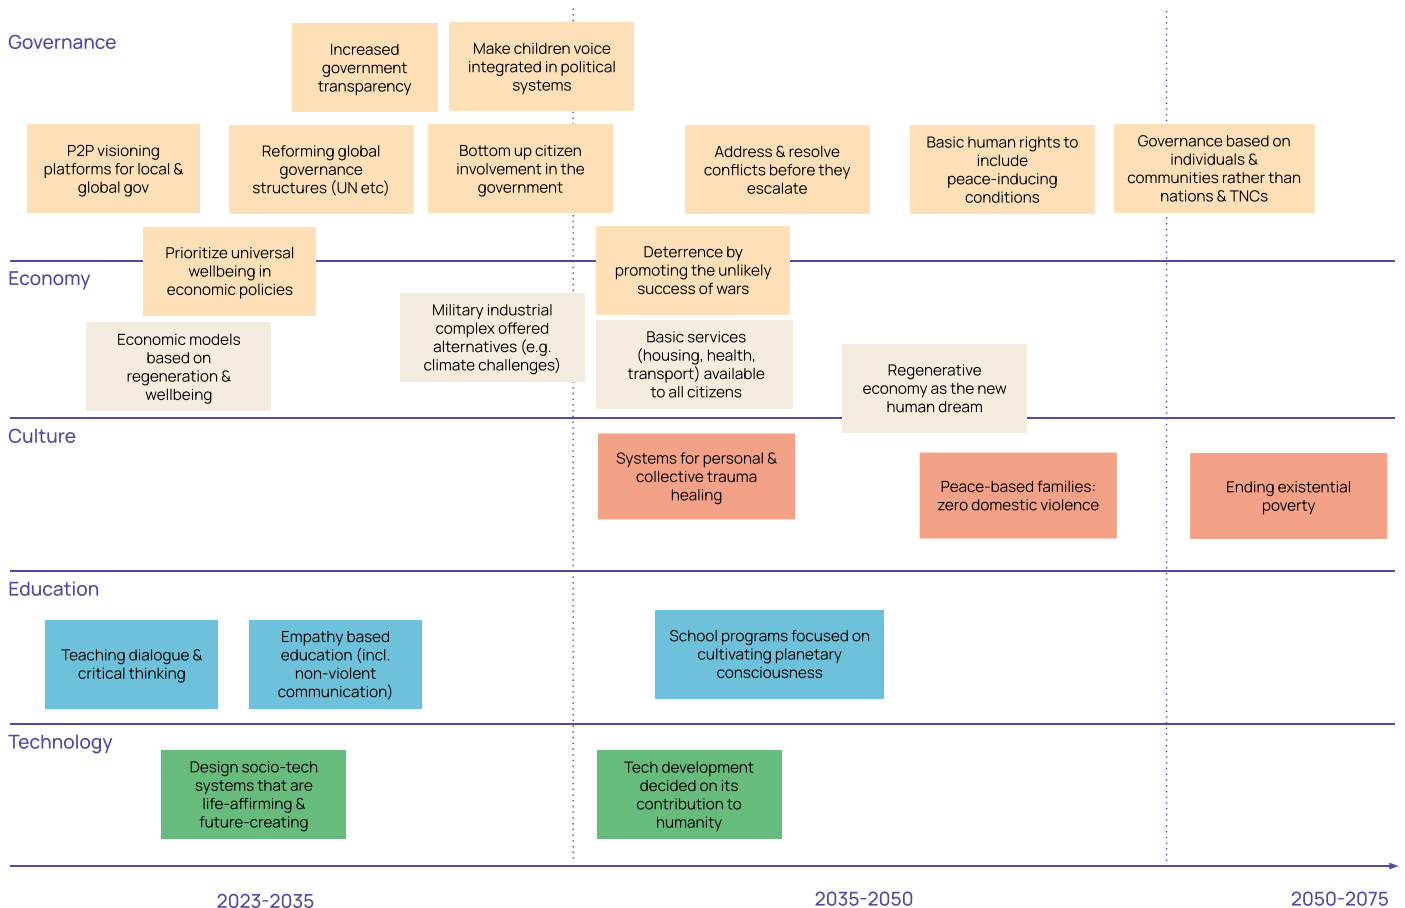 Governance
Increased
government
transparency
Make children voice
integrated in political
systems
P2P visioning
platforms for local &
global gov
Reforming global
governance
structures (UN etc)
Bottom up citizen
involvement in the
government
Address & resolve
conflicts before they
escalate
Basic human rights to
include
peace-inducing
conditions
Governance based on
individuals &
communities rather than
nations & TNCs
Prioritize universal
wellbeing in
economic policies
Deterrence by
promoting the unlikely
success of wars
Economy
Economic models
based on
regeneration &
wellbeing
Military industrial
complex offered
alternatives (e.g.
climate challenges)
Basic services
(housing, health,
transport) available
to all citizens
Regenerative
economy as the new
human dream
Culture
Systems for personal &
collective trauma
healing
Peace-based families:
zero domestic violence
Ending existential
poverty
Education
Teaching dialogue &
critical thinking
Empathy based
education (incl.
non-violent
communication)
School programs focused on
cultivating planetary
consciousness
Technology
Design socio-tech
systems that are
life-affirming &
future-creating
Tech development
decided on its
contribution to
humanity
2023-2035
2035-2050
2050-2075